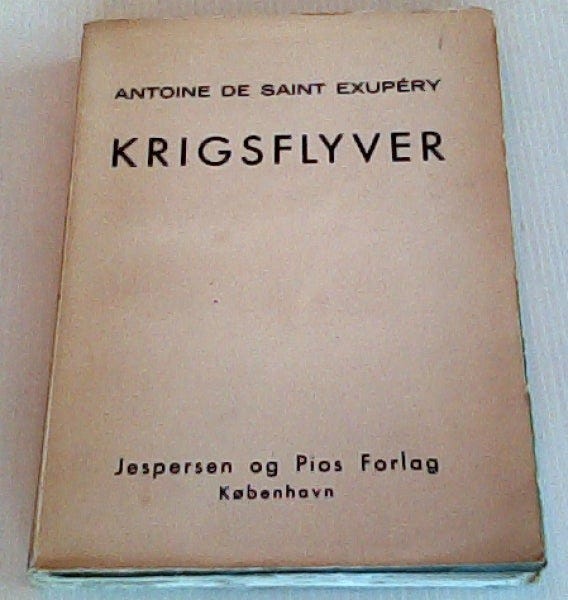 ANTOINE DE SAINT EXUPÉRY
KRIGSFLYVER
Jespersen og Pios Forlag
København